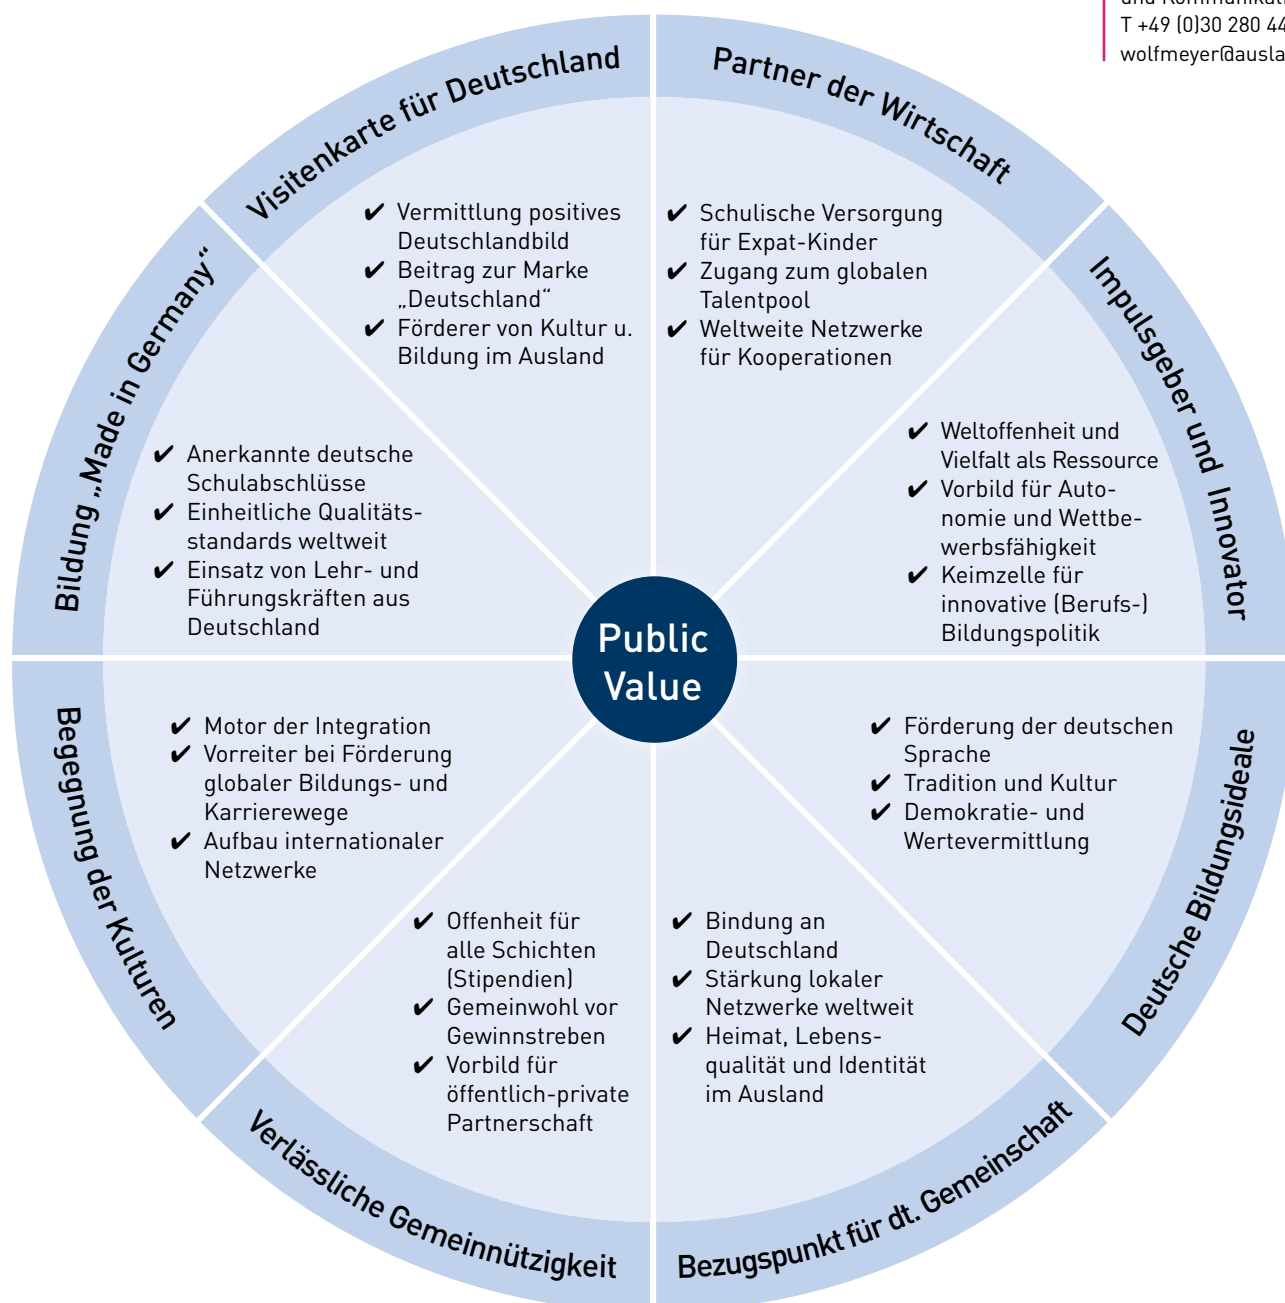 und Kommunikati
T +49 (0)30 280 44
wolfmeyer@ausla
Visitenkarte für Deutschland
✔ Vermittlung positives
Deutschlandbild
✔ Beitrag zur Marke
„Deutschland“
✔ Förderer von Kultur u.
Bildung im Ausland
Partner der Wirtschaft
✔ Schulische Versorgung
für Expat-Kinder
✔ Zugang zum globalen
Talentpool
✔ Weltweite Netzwerke
für Kooperationen
Impulsgeber und Innovator
✔ Weltoffenheit und
Vielfalt als Ressource
✔ Vorbild für Auto-
nomie und Wettbe-
werbsfähigkeit
✔ Keimzelle für
innovative (Berufs-)
Bildungspolitik
Deutsche Bildungsideale
✔ Förderung der deutschen
Sprache
✔ Tradition und Kultur
✔ Demokratie- und
Wertevermittlung
Bezugspunkt für dt. Gemeinschaft
✔ Bindung an
Deutschland
✔ Stärkung lokaler
Netzwerke weltweit
✔ Heimat, Lebens-
qualität und Identität
im Ausland
Verlässliche Gemeinnützigkeit
✔ Offenheit für
alle Schichten
(Stipendien)
✔ Gemeinwohl vor
Gewinnstreben
✔ Vorbild für
öffentlich-private
Partnerschaft
Begegnung der Kulturen
✔ Motor der Integration
✔ Vorreiter bei Förderung
globaler Bildungs- und
Karrierewege
✔ Aufbau internationaler
Netzwerke
Bildung „Made in Germany“
✔ Anerkannte deutsche
Schulabschlüsse
✔ Einheitliche Qualitäts-
standards weltweit
✔ Einsatz von Lehr- und
Führungskräften aus
Deutschland
Public
Value